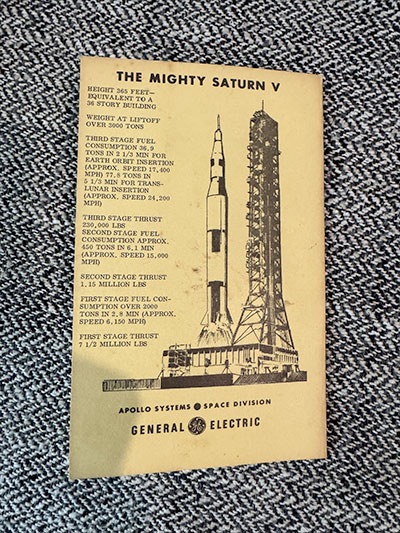 THE MIGHTY SATURN V
HEIGHT 365 FEET—
EQUIVALENT TO A
36 STORY BUILDING
WEIGHT AT LIFTOFF
OVER 3000 TONS
THIRD STAGE FUEL
CONSUMPTION 36.9
TONS IN 2 1/3 MIN FOR
EARTH ORBIT INSERTION
(APPROX. SPEED 17,400
MPH) 77.8 TONS IN
5 1/3 MIN FOR TRANS-
LUNAR INSERTION
(APPROX. SPEED 24,200
MPH)
THIRD STAGE THRUST
230,000 LBS
SECOND STAGE FUEL
CONSUMPTION APPROX.
450 TONS IN 6.1 MIN
(APPROX. SPEED 15,000
MPH)
SECOND STAGE THRUST
1.15 MILLION LBS
FIRST STAGE FUEL CON-
SUMPTION OVER 2000
TONS IN 2.8 MIN (APPROX.
SPEED 6,150 MPH)
FIRST STAGE THRUST
7 1/2 MILLION LBS
APOLLO SYSTEMS ● SPACE DIVISION
GENERAL GE ELECTRIC